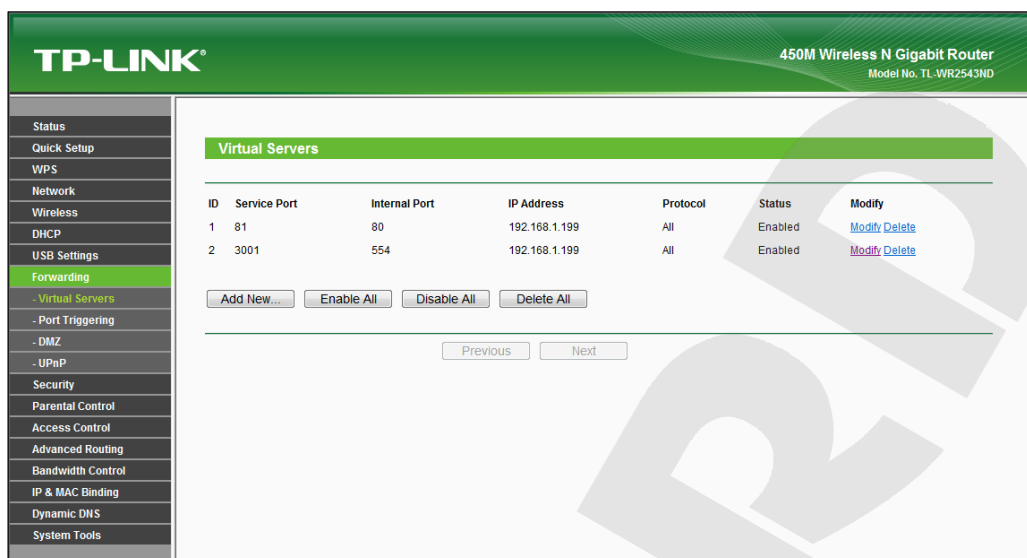 TP-LINK®
450M Wireless N Gigabit Router
Model No. TL-WR2543ND
Status
Quick Setup
WPS
Network
Wireless
DHCP
USB Settings
Forwarding
- Virtual Servers
- Port Triggering
- DMZ
- UPnP
Security
Parental Control
Access Control
Advanced Routing
Bandwidth Control
IP & MAC Binding
Dynamic DNS
System Tools
Virtual Servers
ID Service Port Internal Port IP Address Protocol Status Modify
1 81 80 192.168.1.199 All Enabled Modify Delete
2 3001 554 192.168.1.199 All Enabled Modify Delete
Add New... Enable All Disable All Delete All
Previous Next